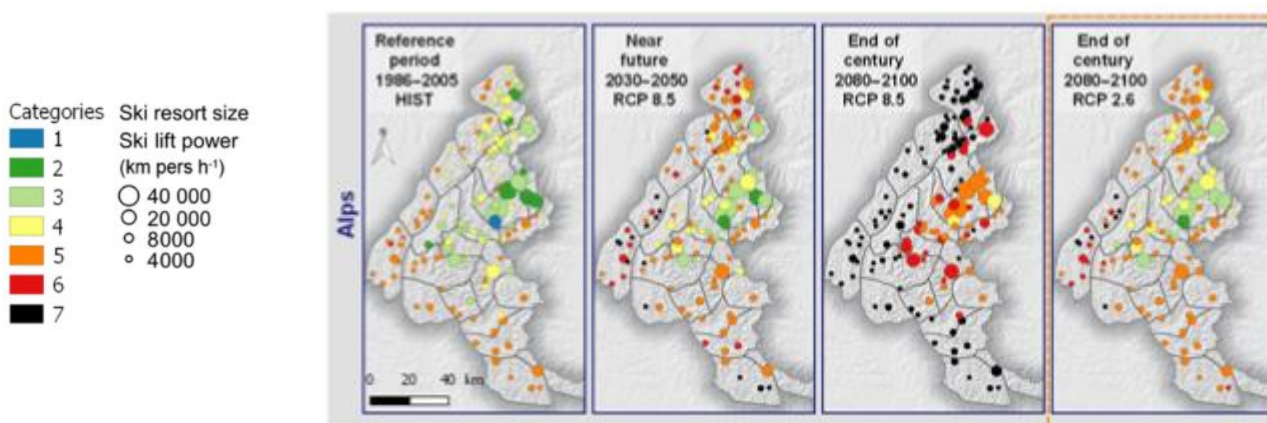 Categories
1
2
3
4
5
6
7
Ski resort size
Ski lift power
(km pers h⁻¹)
40 000
20 000
8000
4000
Alps
Reference
period
1986–2005
HIST
0 20 40 km
Near
future
2030–2050
RCP 8.5
End of
century
2080–2100
RCP 8.5
End of
century
2080–2100
RCP 2.6